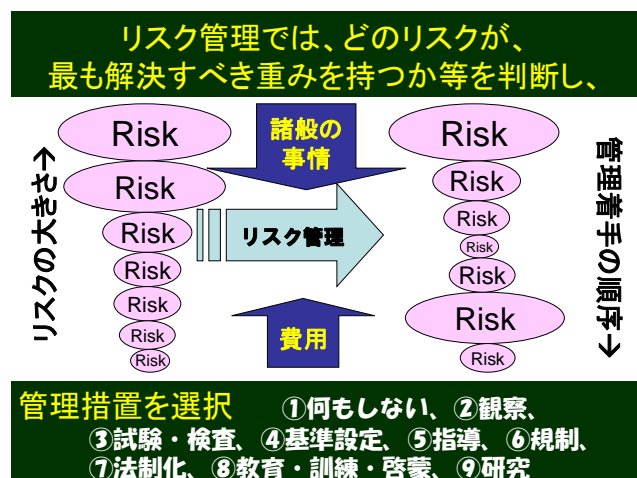 リスク管理では、どのリスクが、
最も解決すべき重みを持つか等を判断し、
リスクの大きさ→
Risk
Risk
Risk
Risk
Risk
Risk
Risk
諸般の
事情
リスク管理
費用
Risk
Risk
Risk
Risk
Risk
Risk
Risk
管理着手の順序→
管理措置を選択 ①何もしない、②観察、
③試験・検査、④基準設定、⑤指導、⑥規制、
⑦法制化、⑧教育・訓練・啓蒙、⑨研究